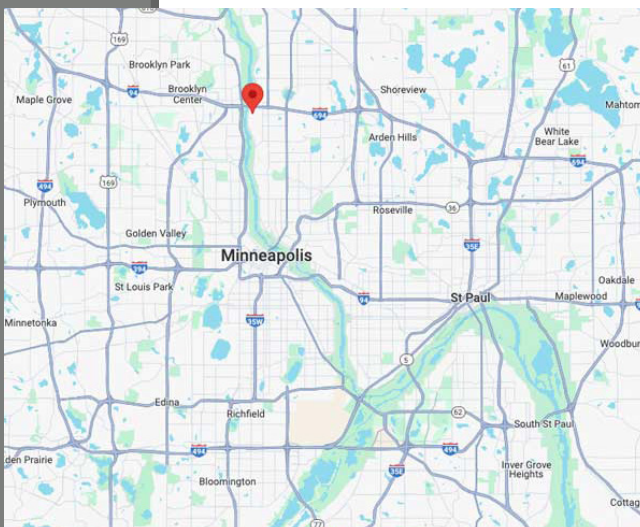 610
169
61
Brooklyn Park
Brooklyn
Center
94
Maple Grove
Shoreview
694
Mahtom
Arden Hills
White
Bear Lake
694
494
169
Plymouth
Roseville
36
Golden Valley
35E
Minneapolis
394
St Louis Park
Oakdale
94
St Paul
Maplewood
Minnetonka
35W
Woodbur
5
Edina
Richfield
52
South St Paul
den Prairie
494
494
35E
Inver Grove
Heights
Bloomington
Cottag
77